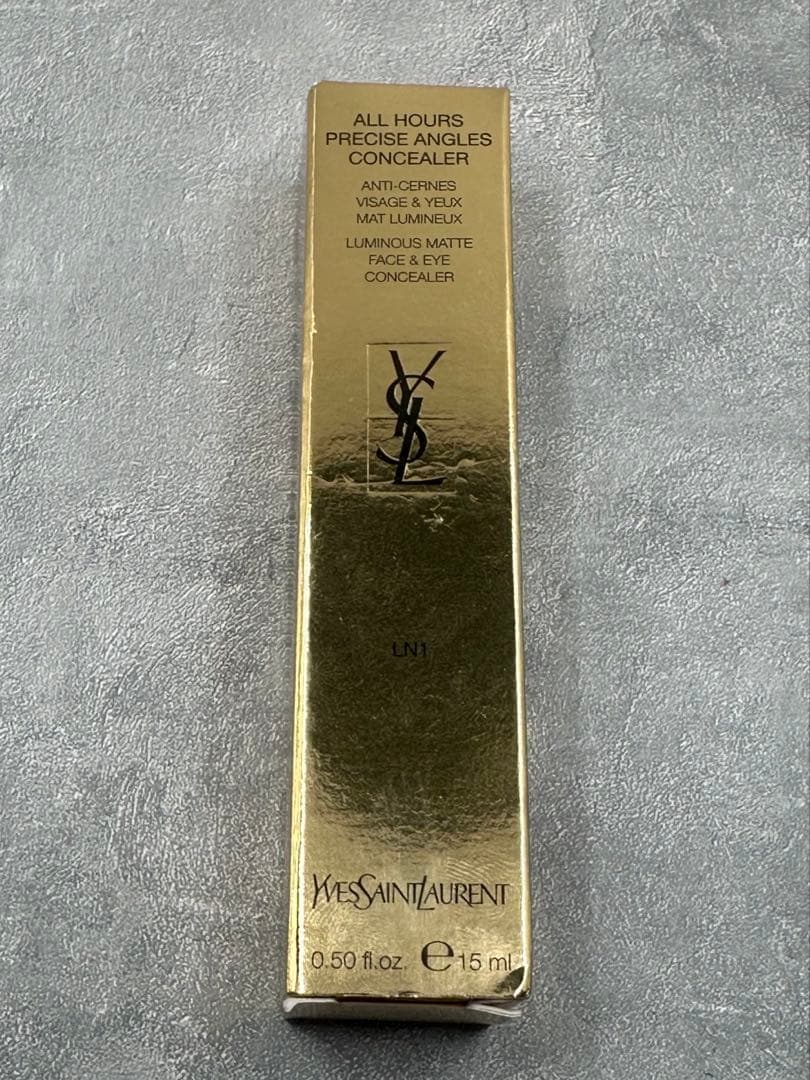 ALL HOURS
PRECISE ANGLES
CONCEALER
ANTI-CERNES
VISAGE & YEUX
MAT LUMINEUX
LUMINOUS MATTE
FACE & EYE
CONCEALER
YSL
LN1
YVESSAINTLAURENT
0.50 fl.oz. ℮ 15 ml